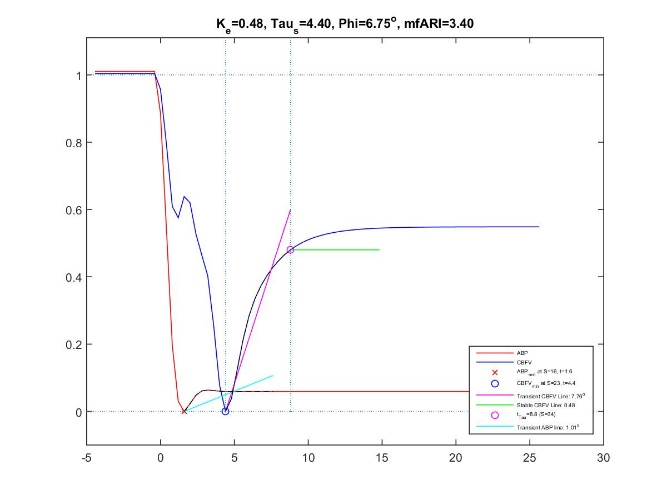 K_e=0.48, Tau_s=4.40, Phi=6.75°, mfARI=3.40
1
0.8
0.6
0.4
0.2
0
-5
0
5
10
15
20
25
30
ABP
CBFV
ABP_min at S=16, t=1.6
CBFV_min at S=23, t=4.4
Transient CBFV Line: 7.76°
Stable CBFV Line: 0.48
=8.8 (S=34)
Transient ABP line: 1.01°